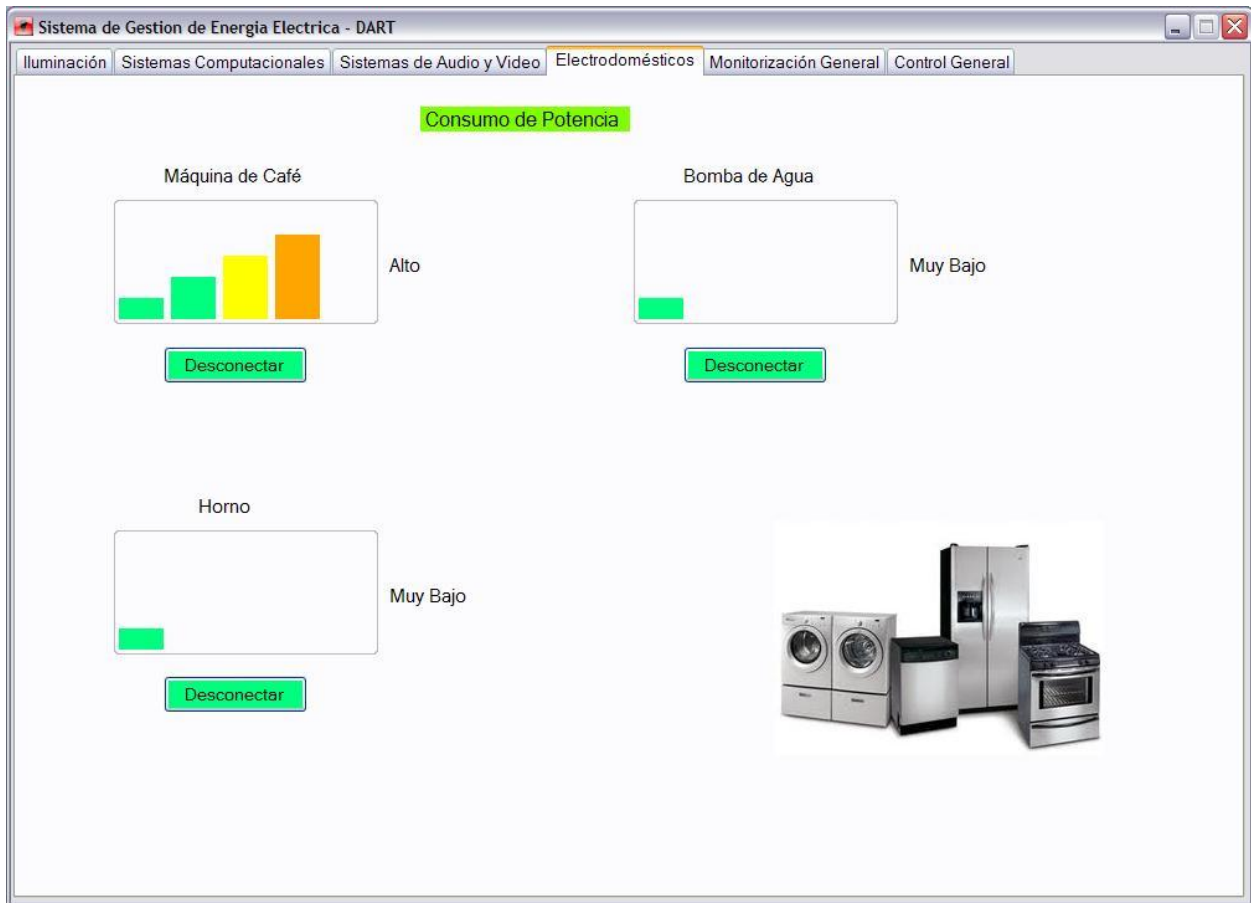 Sistema de Gestion de Energia Electrica - DART
Iluminación Sistemas Computacionales Sistemas de Audio y Video Electrodomésticos Monitorización General Control General
Consumo de Potencia
Máquina de Café
Bomba de Agua
Alto
Muy Bajo
Desconectar
Desconectar
Horno
Muy Bajo
Desconectar